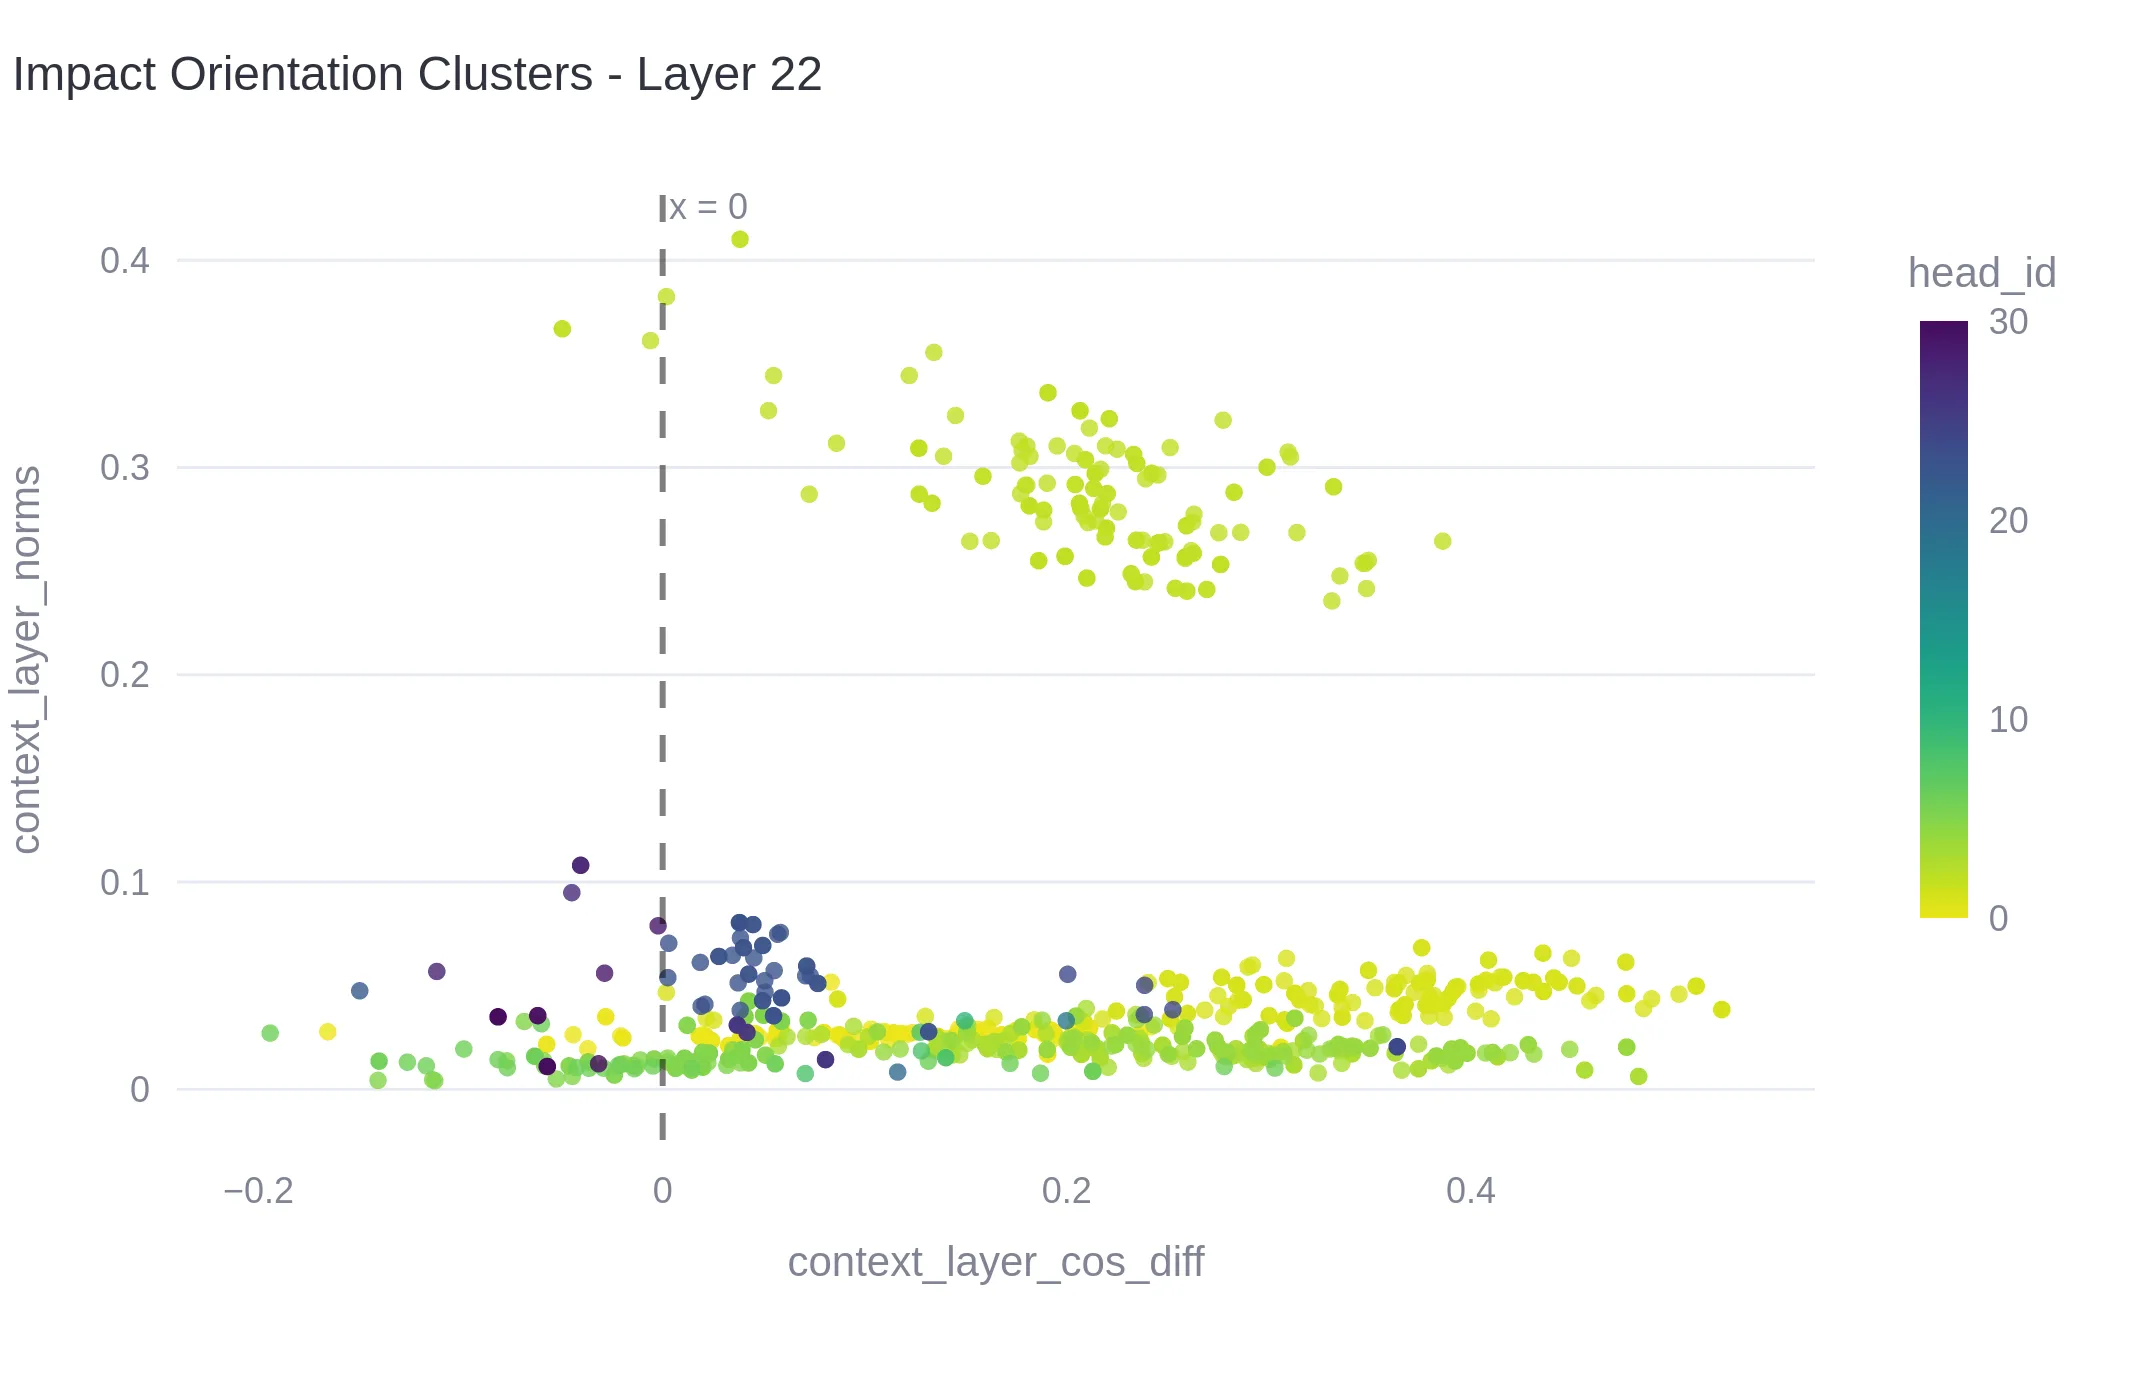 Impact Orientation Clusters - Layer 22
x = 0
0.4
0.3
0.2
0.1
0
context_layer_norms
−0.2
0
0.2
0.4
context_layer_cos_diff
head_id
30
20
10
0